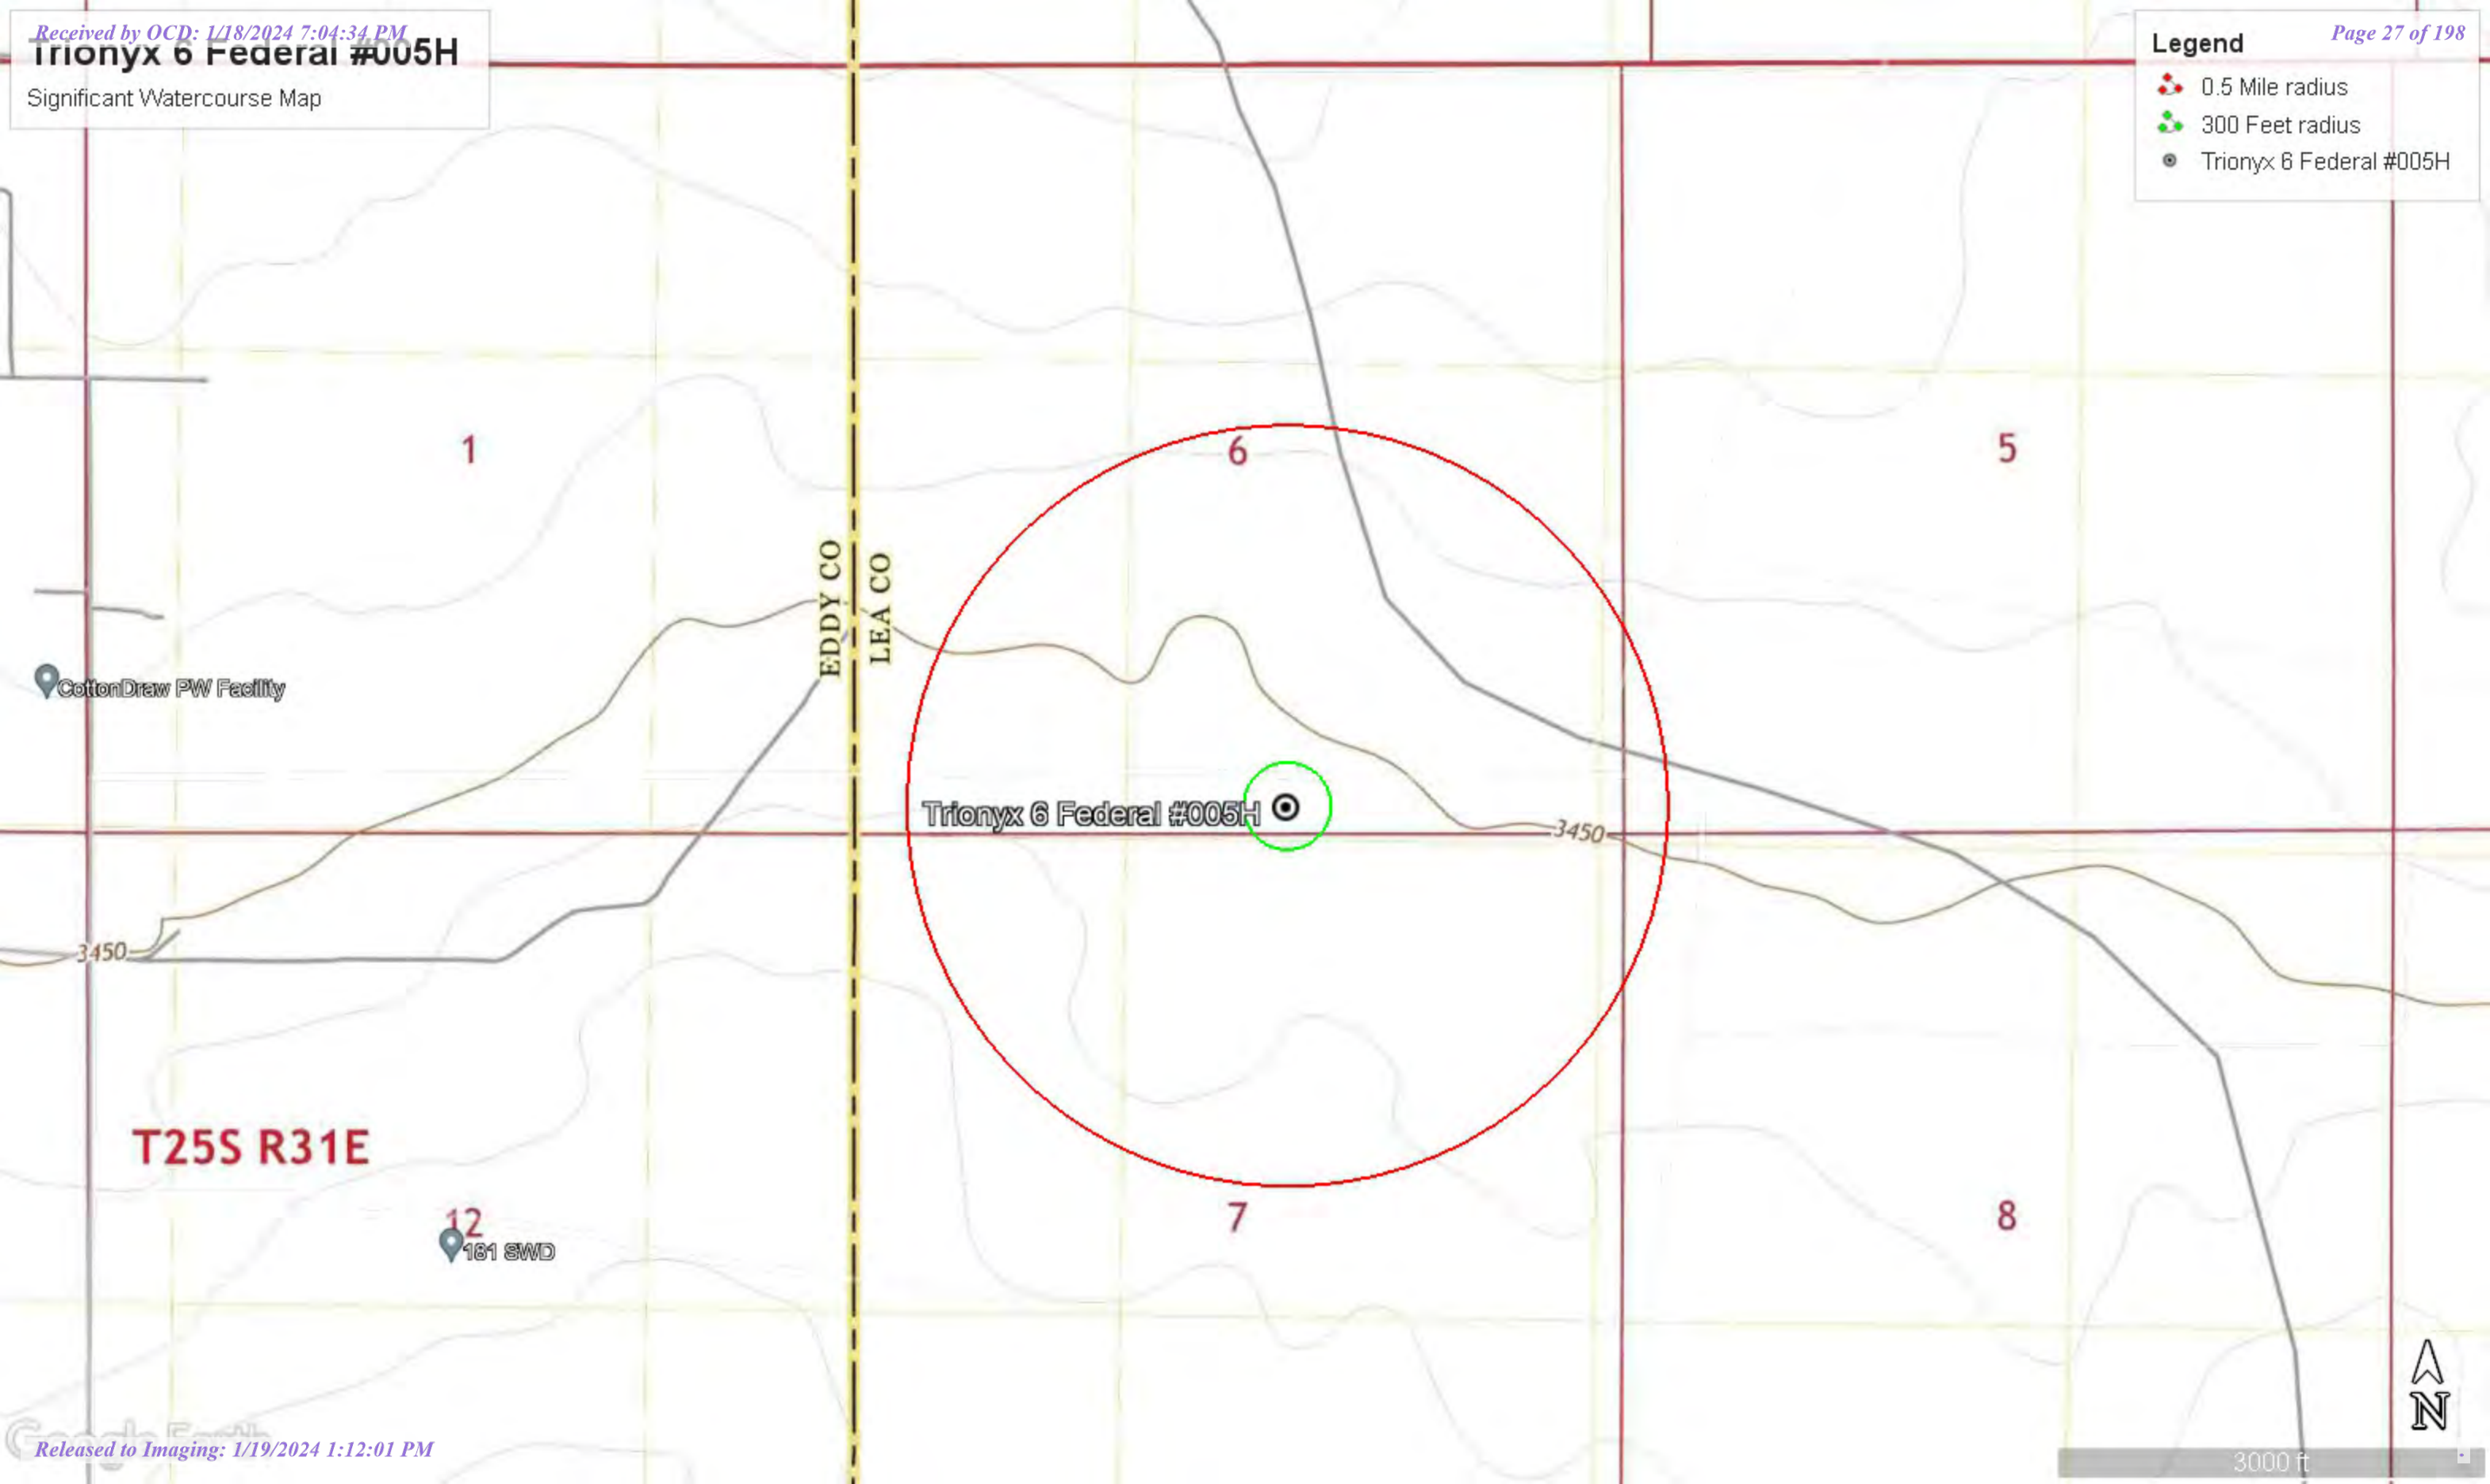 Received by OCD: 1/18/2024 7:04:34 PM
Page 27 of 198
Trionyx 6 Federal #005H
Significant Watercourse Map
Legend
0.5 Mile radius
300 Feet radius
Trionyx 6 Federal #005H
1
6
5
EDDY CO
LEA CO
CottonDraw PW Facility
Trionyx 6 Federal #005H
3450
3450
T25S R31E
12
181 SWD
7
8
N
Google Earth
Released to Imaging: 1/19/2024 1:12:01 PM
3000 ft